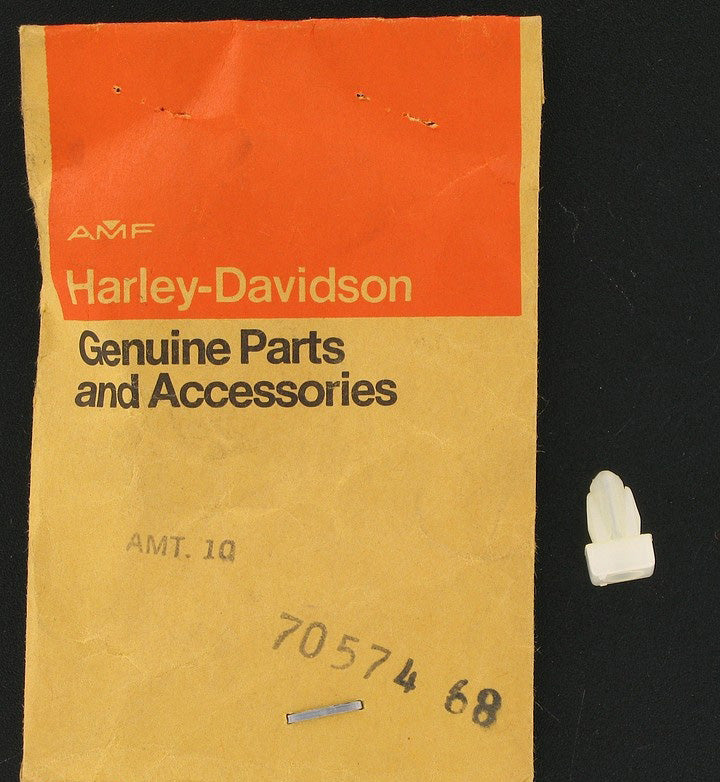 AMF
Harley-Davidson
Genuine Parts
and Accessories
AMT. 10
70574 68